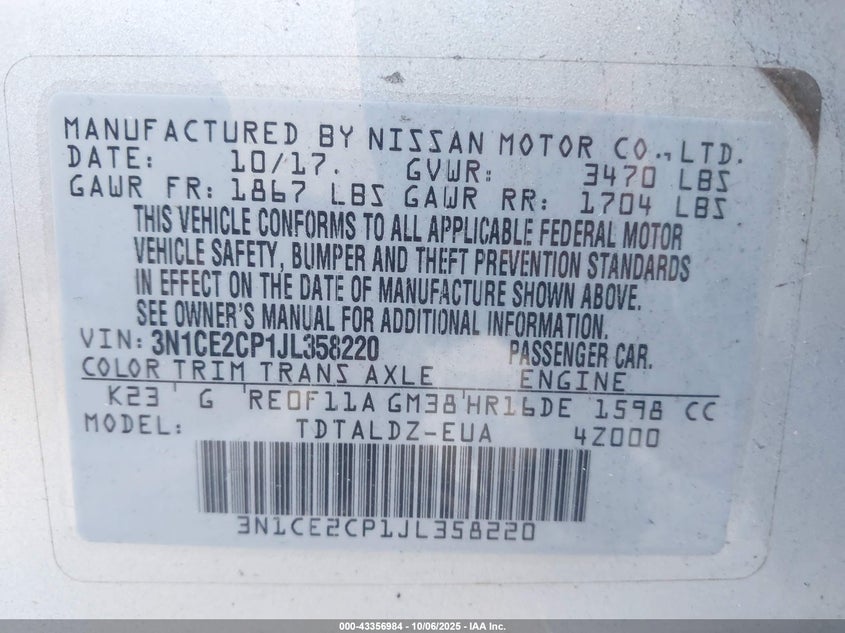 MANUFACTURED BY NISSAN MOTOR CO., LTD.
DATE: 10/17. GVWR: 3470 LBS
GAWR FR: 1867 LBS GAWR RR: 1704 LBS
THIS VEHICLE CONFORMS TO ALL APPLICABLE FEDERAL MOTOR
VEHICLE SAFETY, BUMPER AND THEFT PREVENTION STANDARDS
IN EFFECT ON THE DATE OF MANUFACTURE SHOWN ABOVE.
SEE OWNER'S MANUAL FOR ADDITIONAL INFORMATION.
VIN: 3N1CE2CP1JL358220 PASSENGER CAR.
COLOR TRIM TRANS AXLE ENGINE
K23 G RE0F11A GM38 HR16DE 1598 CC
MODEL: TDTALDZ-EUA 4Z000
3N1CE2CP1JL358220
000-43356984 - 10/06/2025 - IAA Inc.